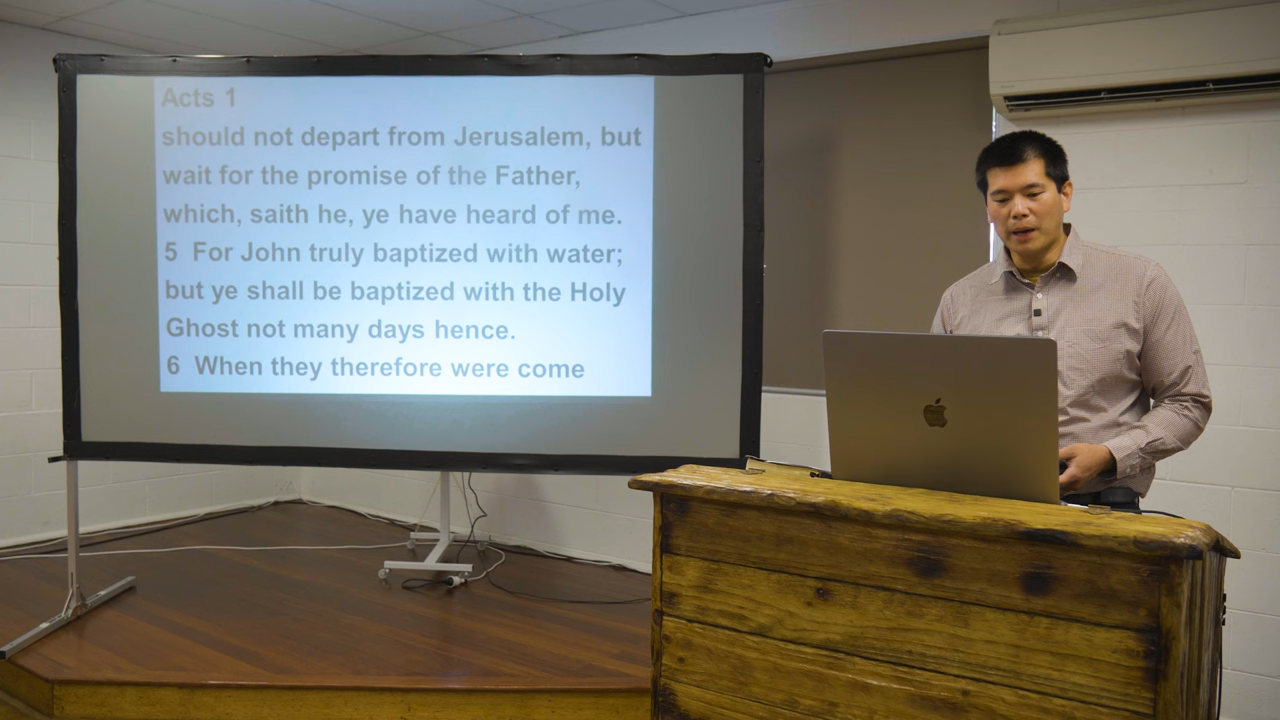 Acts 1
should not depart from Jerusalem, but
wait for the promise of the Father,
which, saith he, ye have heard of me.
5 For John truly baptized with water;
but ye shall be baptized with the Holy
Ghost not many days hence.
6 When they therefore were come